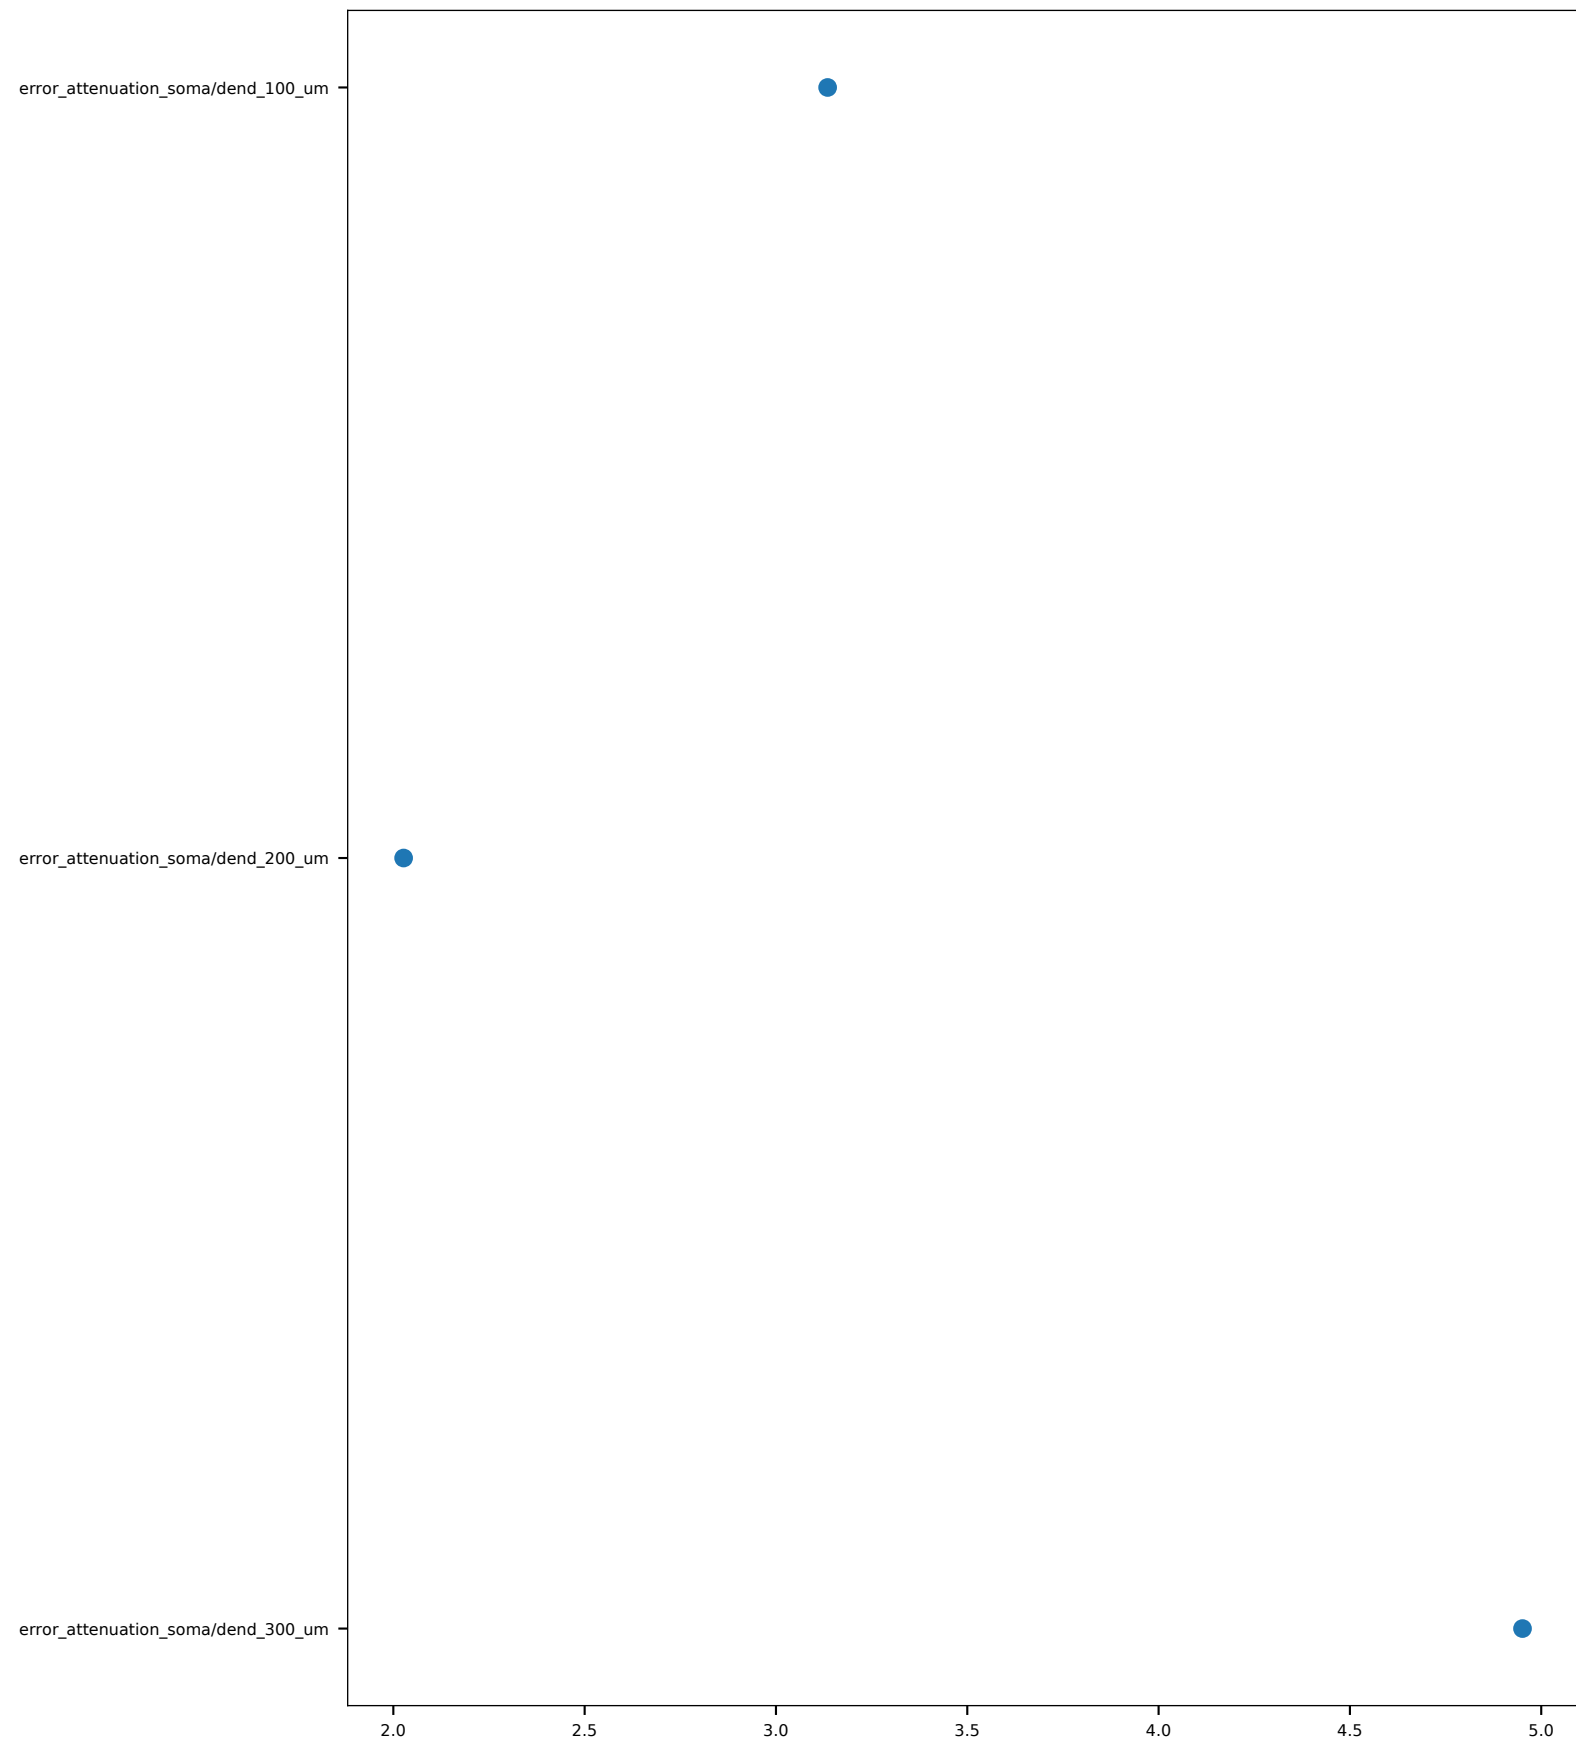 error_attenuation_soma/dend_100_um
error_attenuation_soma/dend_200_um
error_attenuation_soma/dend_300_um
2.0 2.5 3.0 3.5 4.0 4.5 5.0